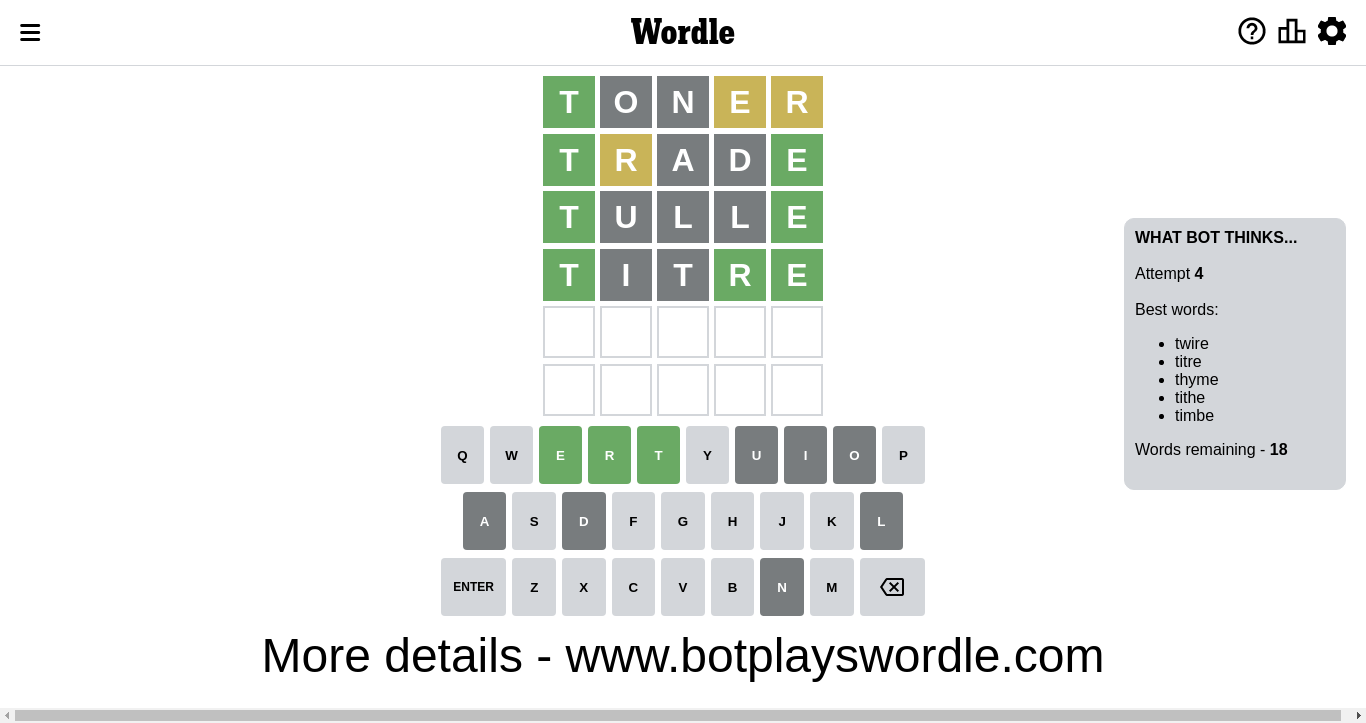 Wordle
T O N E R
T R A D E
T U L L E
T I T R E
WHAT BOT THINKS...
Attempt 4
Best words:
• twire
• titre
• thyme
• tithe
• timbe
Words remaining - 18
Q W E R T Y U I O P
A S D F G H J K L
ENTER Z X C V B N M
More details - www.botplayswordle.com